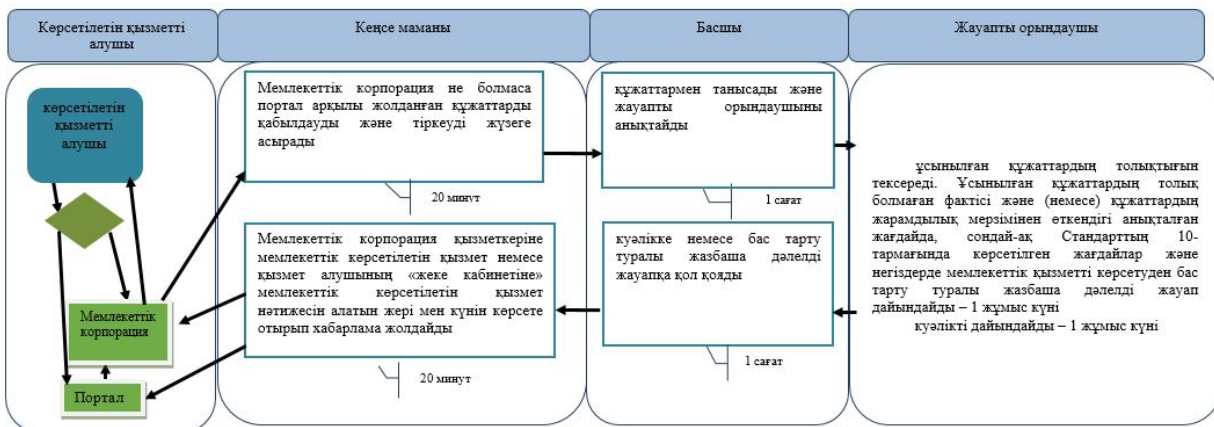 Көрсетілетін қызметті
алушы
Кеңсе маманы
Басшы
Жауапты орындаушы
көрсетілетін
қызметті
алушы
Мемлекеттік
корпорация
Портал
Мемлекеттік корпорация не болмаса
портал арқылы жолданған құжаттарды
қабылдауды және тіркеуді жүзеге
асырады
20 минут
Мемлекеттік корпорация қызметкеріне
мемлекеттік көрсетілетін қызмет немесе
қызмет алушының «жеке кабинетіне»
мемлекеттік көрсетілетін қызмет
нәтижесін алатын жері мен күнін көрсете
отырып хабарлама жолдайды
20 минут
құжаттармен танысады және
жауапты орындаушыны
анықтайды
1 сағат
куәлікке немесе бас тарту
туралы жазбаша дәлелді
жауапқа қол қояды
1 сағат
ұсынылған құжаттардың толықтығын
тексереді. Ұсынылған құжаттардың толық
болмаған фактісі және (немесе) құжаттардың
жарамдылық мерзімінен өткендігі анықталған
жағдайда, сондай-ақ Стандарттың 10-
тармағында көрсетілген жағдайлар және
негіздерде мемлекеттік қызметті көрсетуден бас
тарту туралы жазбаша дәлелді жауап
дайындайды – 1 жұмыс күні
куәлікті дайындайды – 1 жұмыс күні